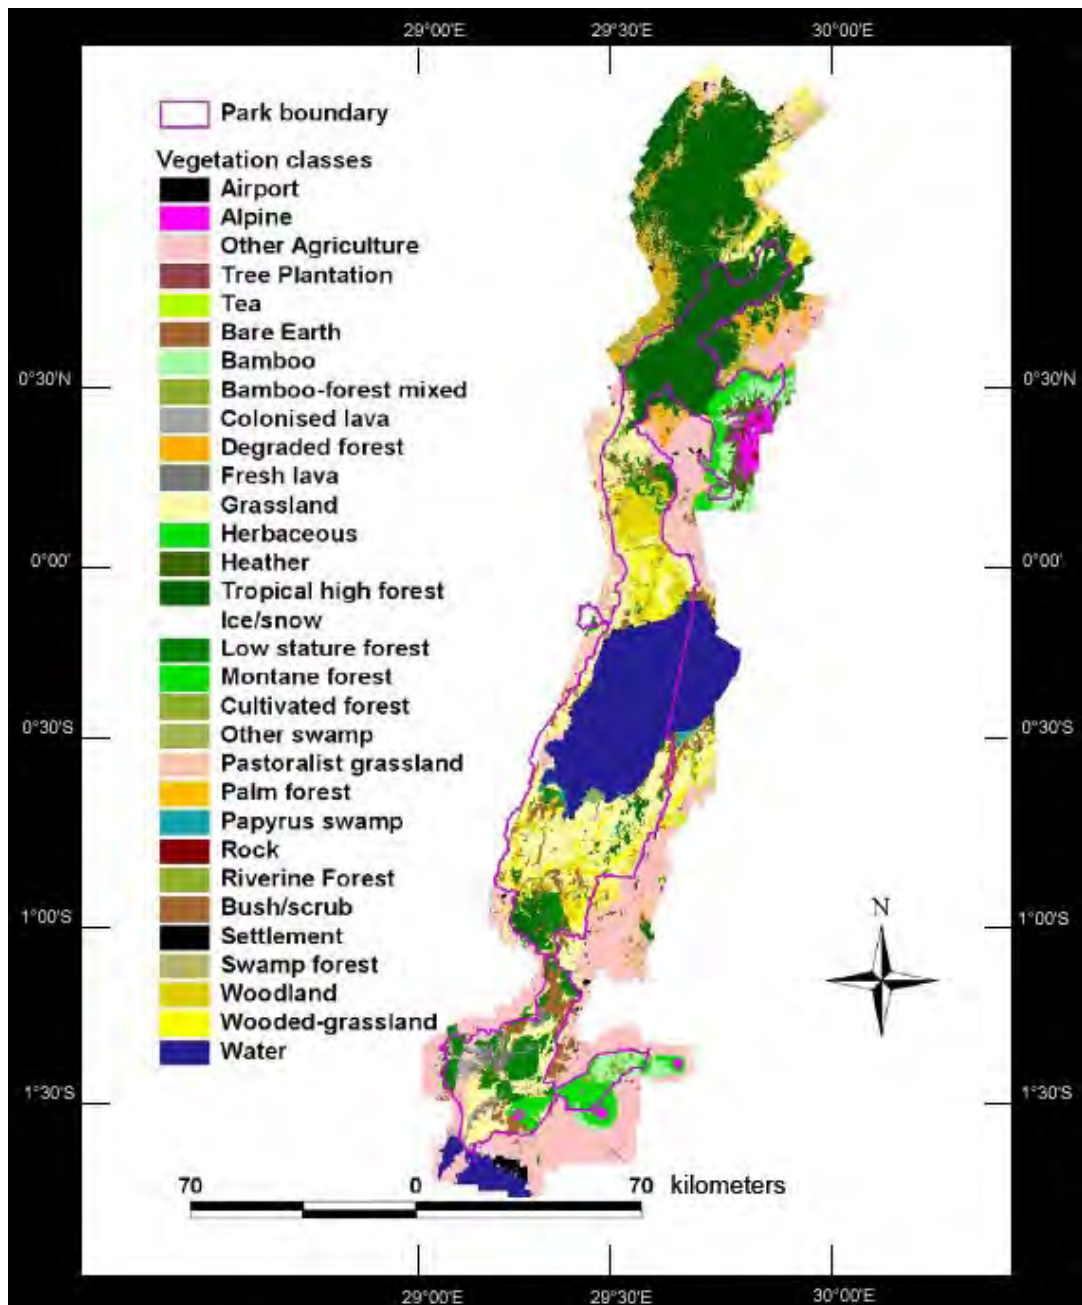 29°00'E 29°30'E 30°00'E
Park boundary
Vegetation classes
Airport
Alpine
Other Agriculture
Tree Plantation
Tea
Bare Earth
Bamboo
Bamboo-forest mixed
Colonised lava
Degraded forest
Fresh lava
Grassland
Herbaceous
Heather
Tropical high forest
Ice/snow
Low stature forest
Montane forest
Cultivated forest
Other swamp
Pastoralist grassland
Palm forest
Papyrus swamp
Rock
Riverine Forest
Bush/scrub
Settlement
Swamp forest
Woodland
Wooded-grassland
Water
0°30'N 0°30'N
0°00' 0°00'
0°30'S 0°30'S
1°00'S 1°00'S
N
1°30'S 1°30'S
70 0 70 kilometers
29°00'E 29°30'E 30°00'E